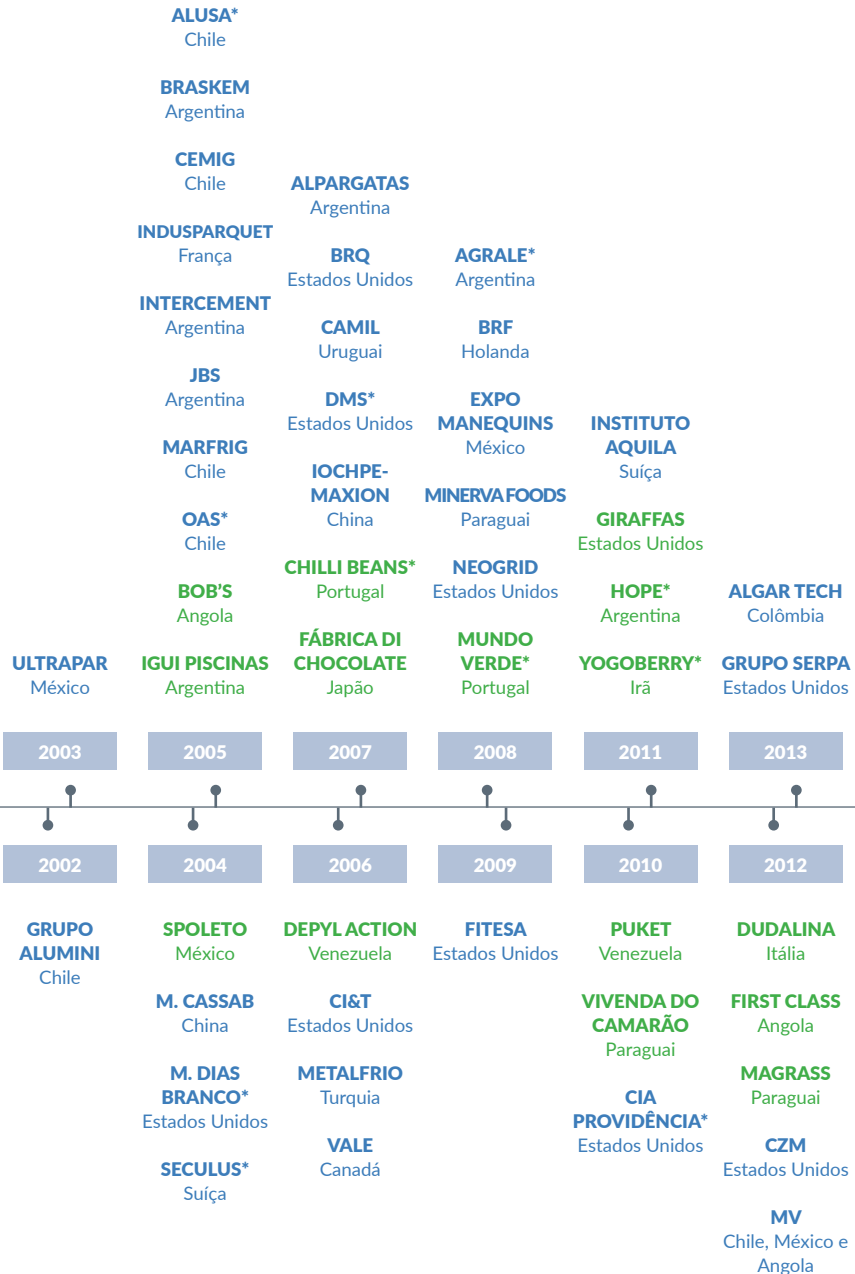 ALUSA*
Chile
BRASKEM
Argentina
CEMIG
Chile
INDUSPARQUET
França
INTERCEMENT
Argentina
JBS
Argentina
MARFRIG
Chile
OAS*
Chile
BOB'S
Angola
IGUI PISCINAS
Argentina
ALPARGATAS
Argentina
BRQ
Estados Unidos
CAMIL
Uruguai
DMS*
Estados Unidos
IOCHPE-
MAXION
China
CHILLI BEANS*
Portugal
FÁBRICA DI
CHOCOLATE
Japão
AGRALE*
Argentina
BRF
Holanda
EXPO
MANEQUINS
México
MINERVA FOODS
Paraguai
NEOGRID
Estados Unidos
MUNDO
VERDE*
Portugal
INSTITUTO
AQUILA
Suíça
GIRAFFAS
Estados Unidos
HOPE*
Argentina
YOGOBERRY*
Irã
ALGAR TECH
Colômbia
GRUPO SERPA
Estados Unidos
ULTRAPAR
México
2003
2005
2007
2008
2011
2013
2002
2004
2006
2009
2010
2012
GRUPO
ALUMINI
Chile
SPOLETO
México
M. CASSAB
China
M. DIAS
BRANCO*
Estados Unidos
SECULUS*
Suíça
DEPYL ACTION
Venezuela
CI&T
Estados Unidos
METALFRIO
Turquia
VALE
Canadá
FITESA
Estados Unidos
PUKET
Venezuela
VIVENDA DO
CAMARÃO
Paraguai
CIA
PROVIDÊNCIA*
Estados Unidos
DUDALINA
Itália
FIRST CLASS
Angola
MAGRASS
Paraguai
CZM
Estados Unidos
MV
Chile, México e
Angola